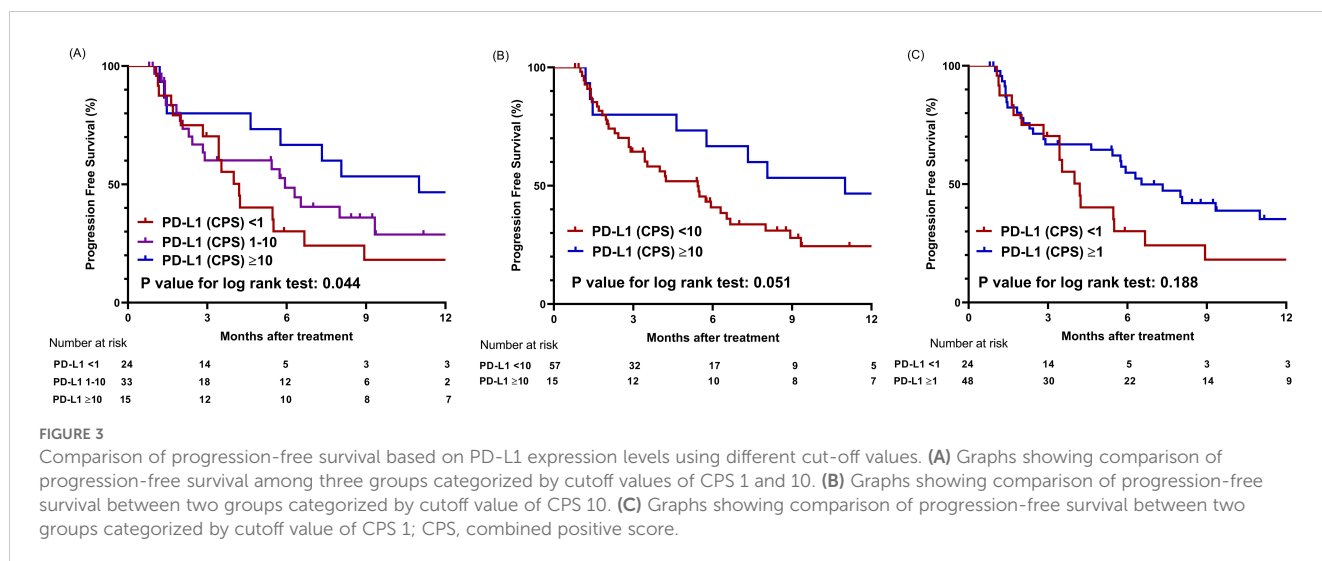 (A)
100
50
0
Progression Free Survival (%)
PD-L1 (CPS) <1
PD-L1 (CPS) 1-10
PD-L1 (CPS) ≥10
P value for log rank test: 0.044
0 3 6 9 12
Months after treatment
Number at risk
PD-L1 <1 24 14 5 3 3
PD-L1 1-10 33 18 12 6 2
PD-L1 ≥10 15 12 10 8 7
(B)
100
50
0
Progression Free Survival (%)
PD-L1 (CPS) <10
PD-L1 (CPS) ≥10
P value for log rank test: 0.051
0 3 6 9 12
Months after treatment
Number at risk
PD-L1 <10 57 32 17 9 5
PD-L1 ≥10 15 12 10 8 7
(C)
100
50
0
Progression Free Survival (%)
PD-L1 (CPS) <1
PD-L1 (CPS) ≥1
P value for log rank test: 0.188
0 3 6 9 12
Months after treatment
Number at risk
PD-L1 <1 24 14 5 3 3
PD-L1 ≥1 48 30 22 14 9
FIGURE 3
Comparison of progression-free survival based on PD-L1 expression levels using different cut-off values. (A) Graphs showing comparison of
progression-free survival among three groups categorized by cutoff values of CPS 1 and 10. (B) Graphs showing comparison of progression-free
survival between two groups categorized by cutoff value of CPS 10. (C) Graphs showing comparison of progression-free survival between two
groups categorized by cutoff value of CPS 1; CPS, combined positive score.